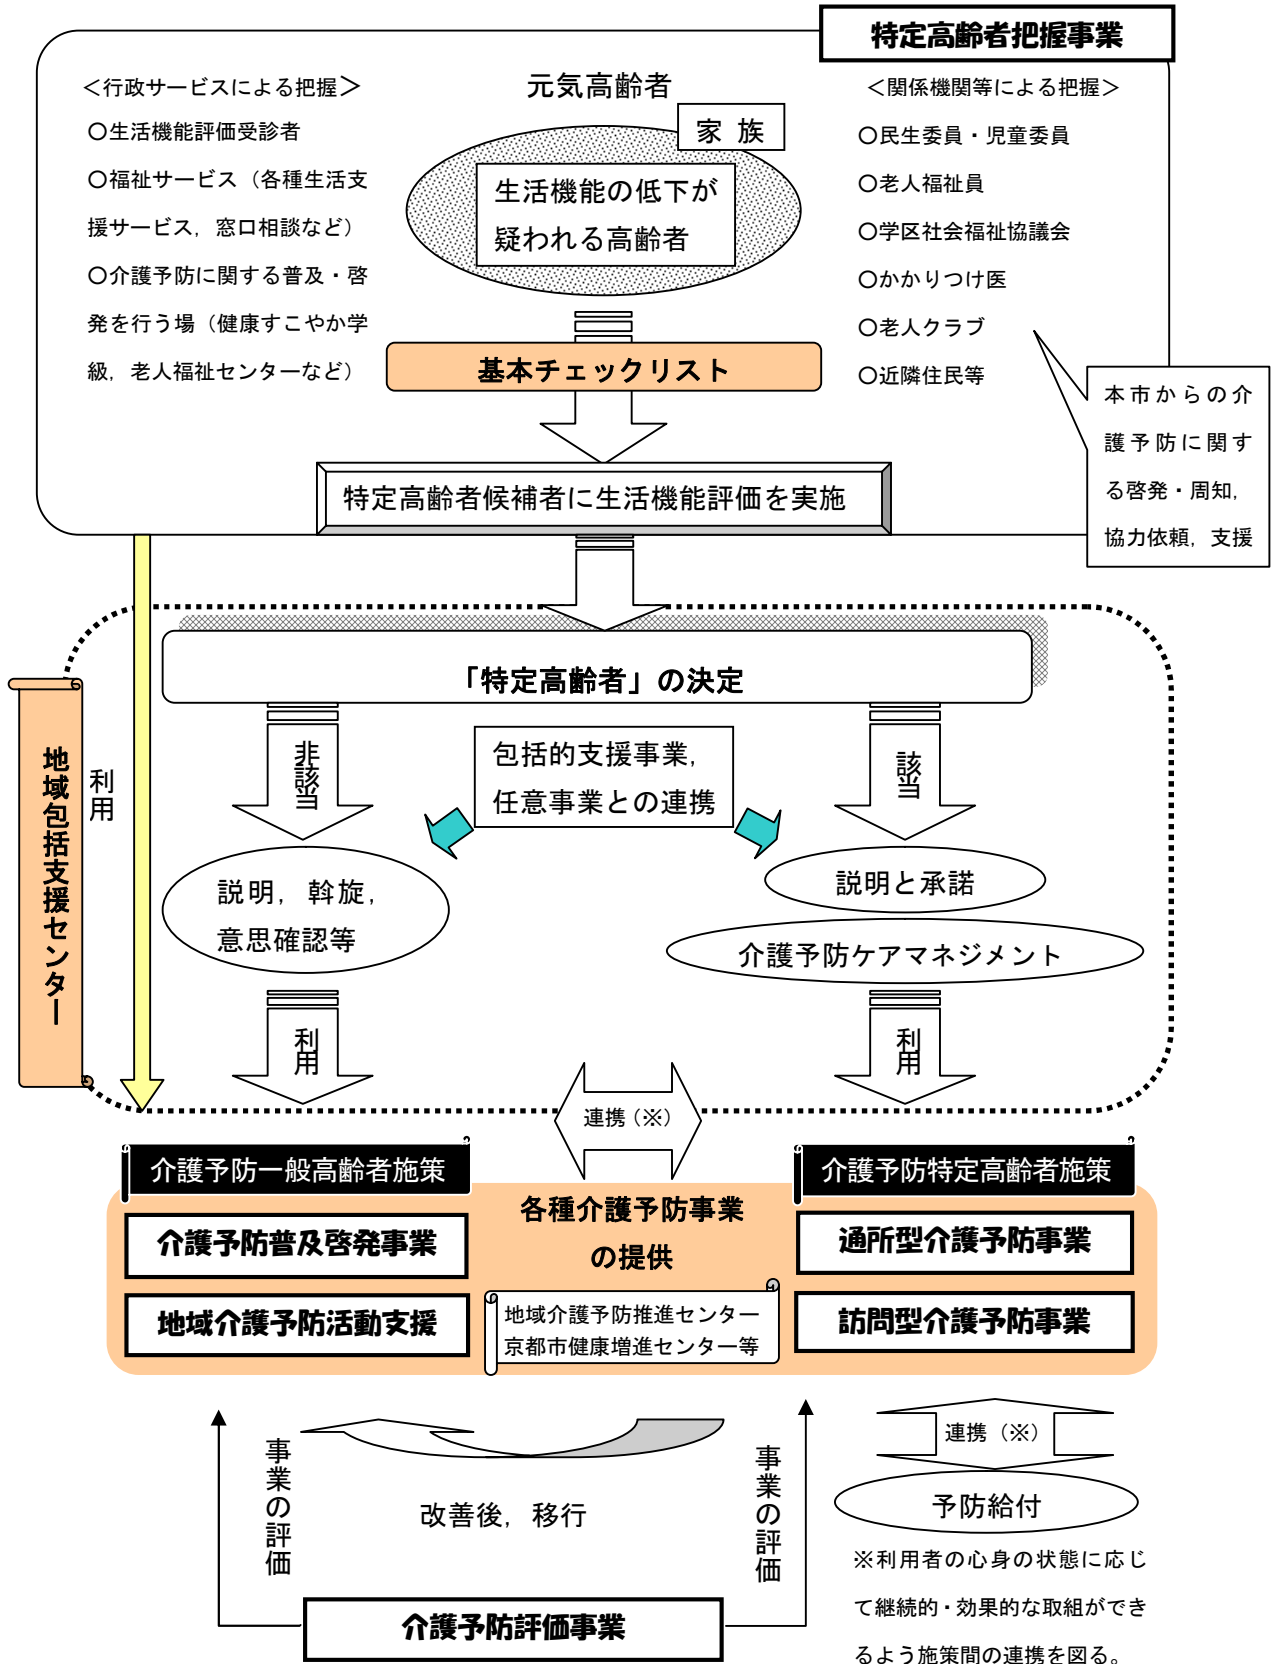 特定高齢者把握事業
＜行政サービスによる把握＞
○生活機能評価受診者
○福祉サービス（各種生活支
援サービス，窓口相談など）
○介護予防に関する普及・啓
発を行う場（健康すこやか学
級，老人福祉センターなど）
元気高齢者
家 族
生活機能の低下が
疑われる高齢者
＜関係機関等による把握＞
○民生委員・児童委員
○老人福祉員
○学区社会福祉協議会
○かかりつけ医
○老人クラブ
○近隣住民等
基本チェックリスト
本市からの介
護予防に関す
る啓発・周知，
協力依頼，支援
特定高齢者候補者に生活機能評価を実施
「特定高齢者」の決定
地域包括支援センター
利用
非該当
包括的支援事業，
任意事業との連携
該当
説明，斡旋，
意思確認等
説明と承諾
介護予防ケアマネジメント
利用
利用
連携（※）
介護予防一般高齢者施策
介護予防特定高齢者施策
各種介護予防事業
の提供
介護予防普及啓発事業
通所型介護予防事業
地域介護予防活動支援
地域介護予防推進センター
京都市健康増進センター等
訪問型介護予防事業
事業の評価
改善後，移行
事業の評価
連携（※）
予防給付
※利用者の心身の状態に応じ
て継続的・効果的な取組ができ
るよう施策間の連携を図る。
介護予防評価事業